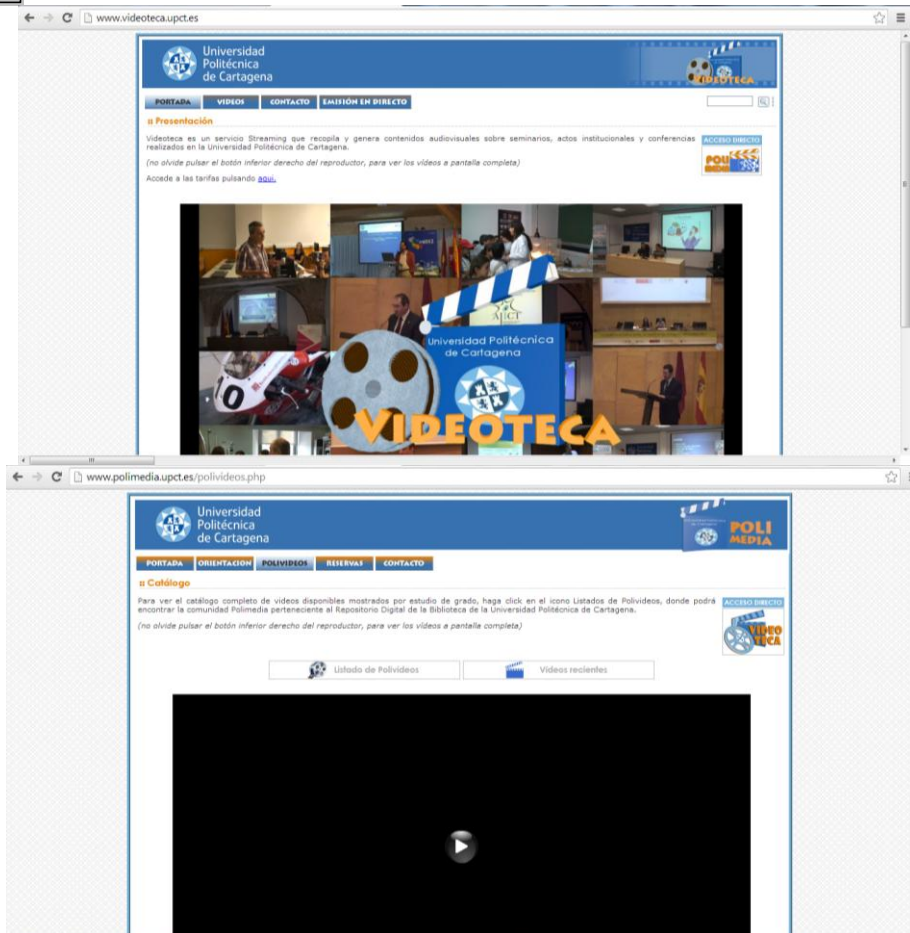 www.videoteca.upct.es
Universidad
Politécnica
de Cartagena
VIDEOTECA
PORTADA VIDEOS CONTACTO EMISIÓN EN DIRECTO
Presentación
Videoteca es un servicio Streaming que recopila y genera contenidos audiovisuales sobre seminarios, actos institucionales y conferencias
realizados en la Universidad Politécnica de Cartagena.
(no olvide pulsar el botón inferior derecho del reproductor, para ver los vídeos a pantalla completa)
Accede a las tarifas pulsando aquí.
ACCESO DIRECTO
POLI
MEDIA
Universidad Politécnica
de Cartagena
10
VIDEOTECA
www.polimedia.upct.es/polivideos.php
Universidad
Politécnica
de Cartagena
POLI
MEDIA
PORTADA ORIENTACION POLIVIDEOS RESERVAS CONTACTO
Catálogo
Para ver el catálogo completo de videos disponibles mostrados por estudio de grado, haga click en el icono Listados de Polivideos, donde podrá
encontrar la comunidad Polimedia perteneciente al Repositorio Digital de la Biblioteca de la Universidad Politécnica de Cartagena.
(no olvide pulsar el botón inferior derecho del reproductor, para ver los vídeos a pantalla completa)
ACCESO DIRECTO
VIDEO
TECA
Listado de Polivideos
Vídeos recientes